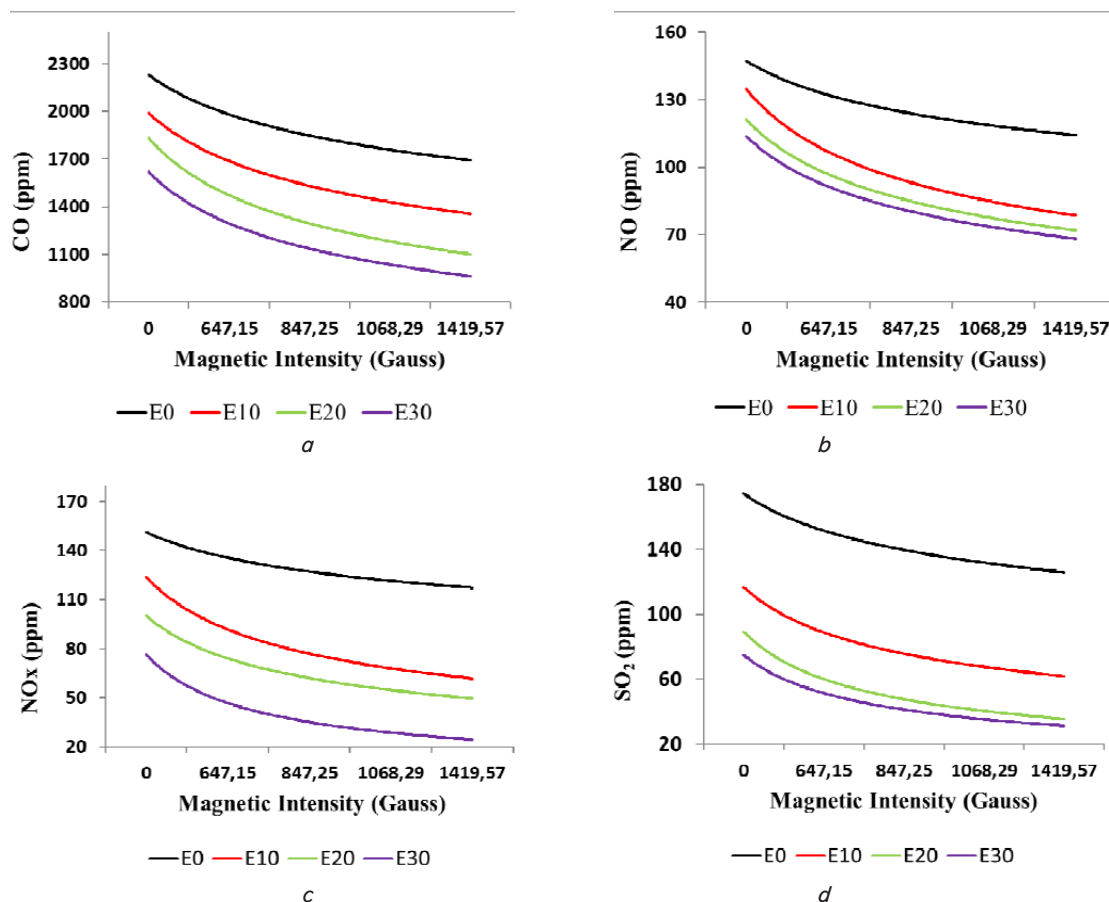 2300
2000
1700
1400
1100
800
CO (ppm)
0 647,15 847,25 1068,29 1419,57
Magnetic Intensity (Gauss)
E0 E10 E20 E30
a
160
130
100
70
40
NO (ppm)
0 647,15 847,25 1068,29 1419,57
Magnetic Intensity (Gauss)
E0 E10 E20 E30
b
170
140
110
80
50
20
NOx (ppm)
0 647,15 847,25 1068,29 1419,57
Magnetic Intensity (Gauss)
E0 E10 E20 E30
c
180
140
100
60
20
SO₂ (ppm)
0 647,15 847,25 1068,29 1419,57
Magnetic Intensity (Gauss)
E0 E10 E20 E30
d